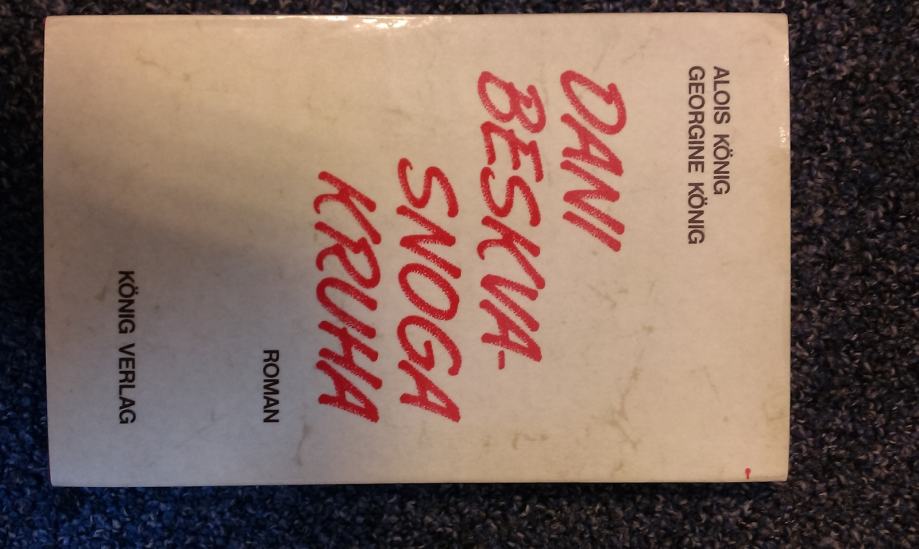 ALOIS KÖNIG
GEORGINE KÖNIG
DANI
BESKVA-
SNOGA
KRUHA
ROMAN
KÖNIG VERLAG